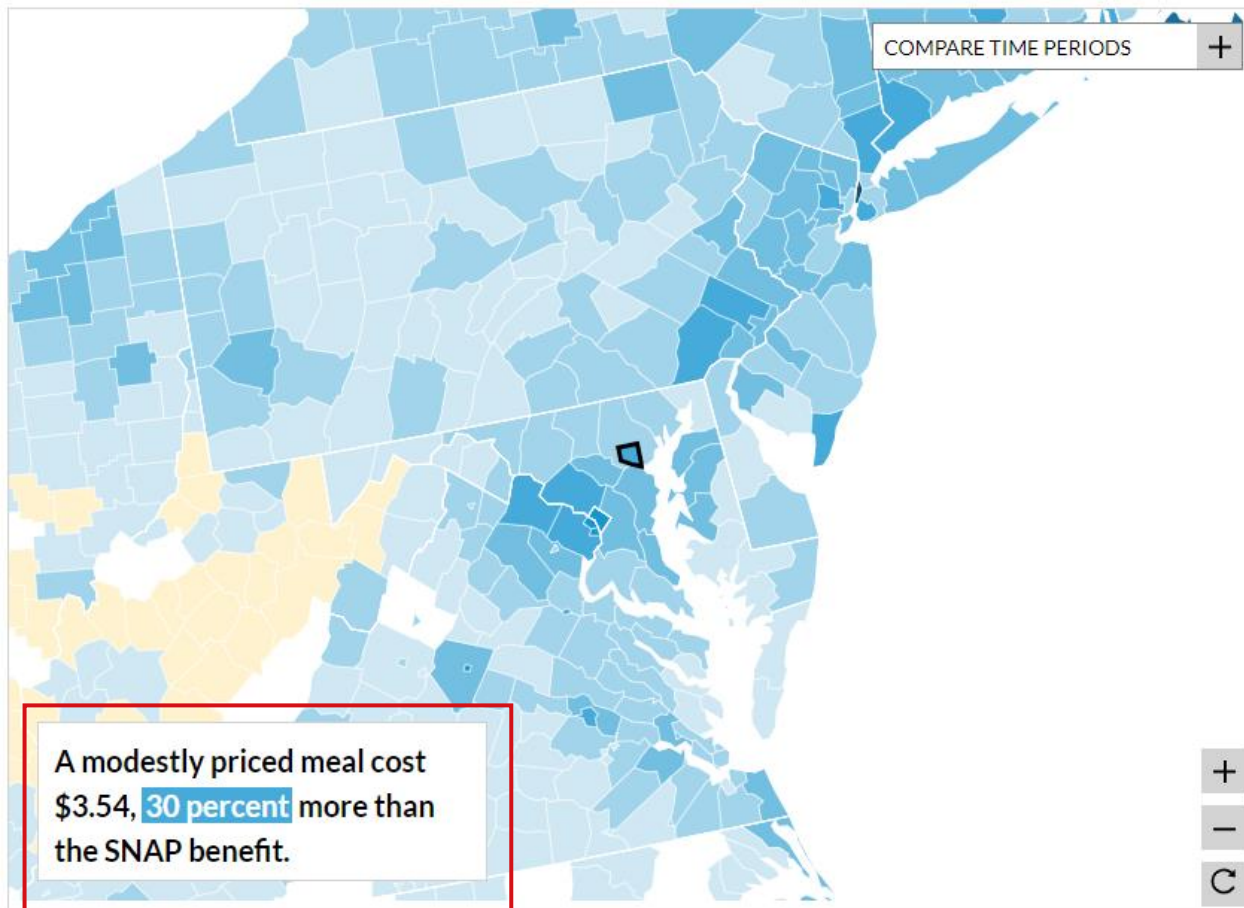 COMPARE TIME PERIODS +
A modestly priced meal cost
$3.54, 30 percent more than
the SNAP benefit.
+
−